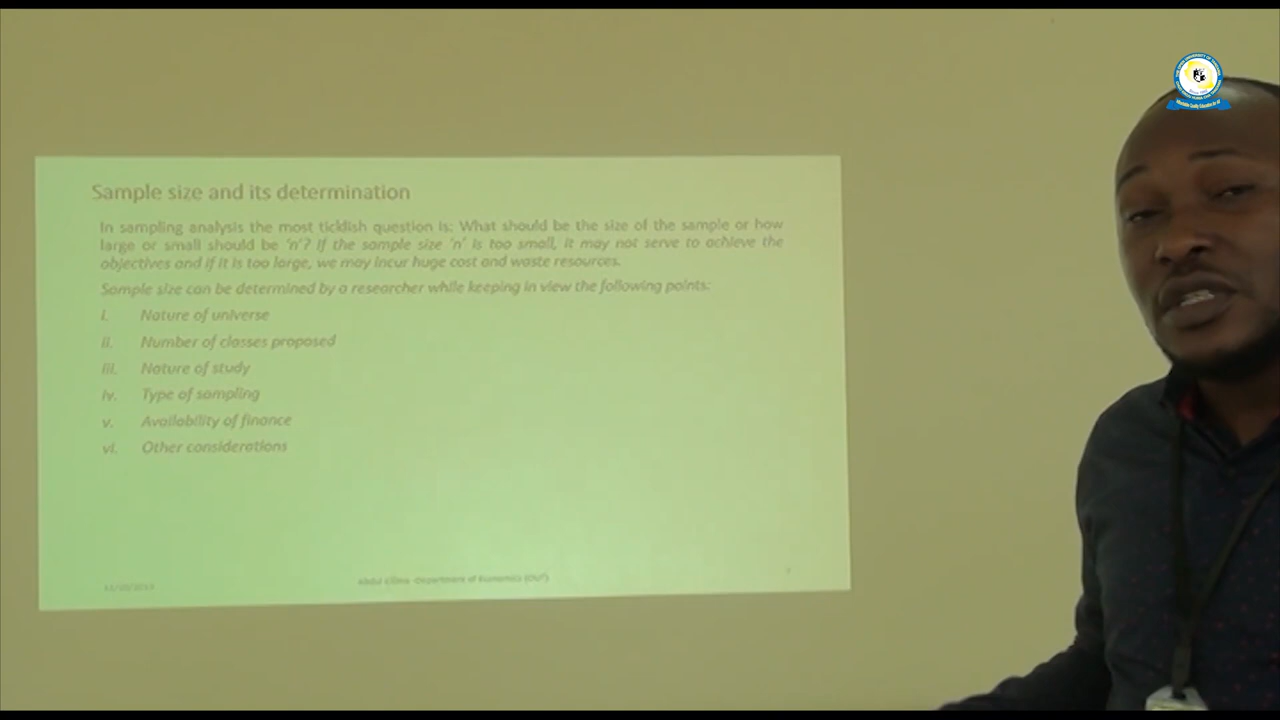 Sample size and its determination
In sampling analysis the most ticklish question is: What should be the size of the sample or how
large or small should be 'n'? If the sample size 'n' is too small, it may not serve to achieve the
objectives and if it is too large, we may incur huge cost and waste resources.
Sample size can be determined by a researcher while keeping in view the following points:
i. Nature of universe
ii. Number of classes proposed
iii. Nature of study
iv. Type of sampling
v. Availability of finance
vi. Other considerations
Department of Economics (OUT)